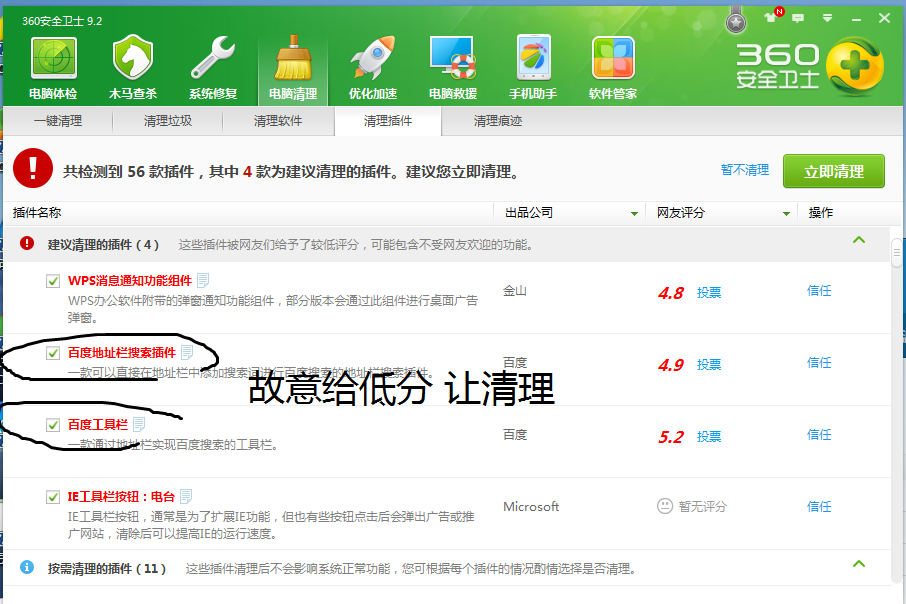 360安全卫士 9.2
N
电脑体检 木马查杀 系统修复 电脑清理 优化加速 电脑救援 手机助手 软件管家
360
安全卫士
一键清理 清理垃圾 清理软件 清理插件 清理痕迹
共检测到 56 款插件，其中 4 款为建议清理的插件。建议您立即清理。 暂不清理 立即清理
插件名称 出品公司 网友评分 操作
建议清理的插件（4） 这些插件被网友们给予了较低评分，可能包含不受网友欢迎的功能。
WPS消息通知功能组件
WPS办公软件附带的弹窗通知功能组件，部分版本会通过此组件进行桌面广告
弹窗。
金山 4.8 投票 信任
百度地址栏搜索插件
一款可以直接在地址栏中添加搜索词进行百度搜索的地址栏搜索插件。
百度 4.9 投票 信任
故意给低分 让清理
百度工具栏
一款通过地址栏实现百度搜索的工具栏。
百度 5.2 投票 信任
IE工具栏按钮：电台
IE工具栏按钮，通常是为了扩展IE功能，但也有些按钮点击后会弹出广告或推
广网站，清除后可以提高IE的运行速度。
Microsoft 暂无评分 信任
按需清理的插件（11） 这些插件清理后不会影响系统正常功能，您可根据每个插件的情况酌情选择是否清理。